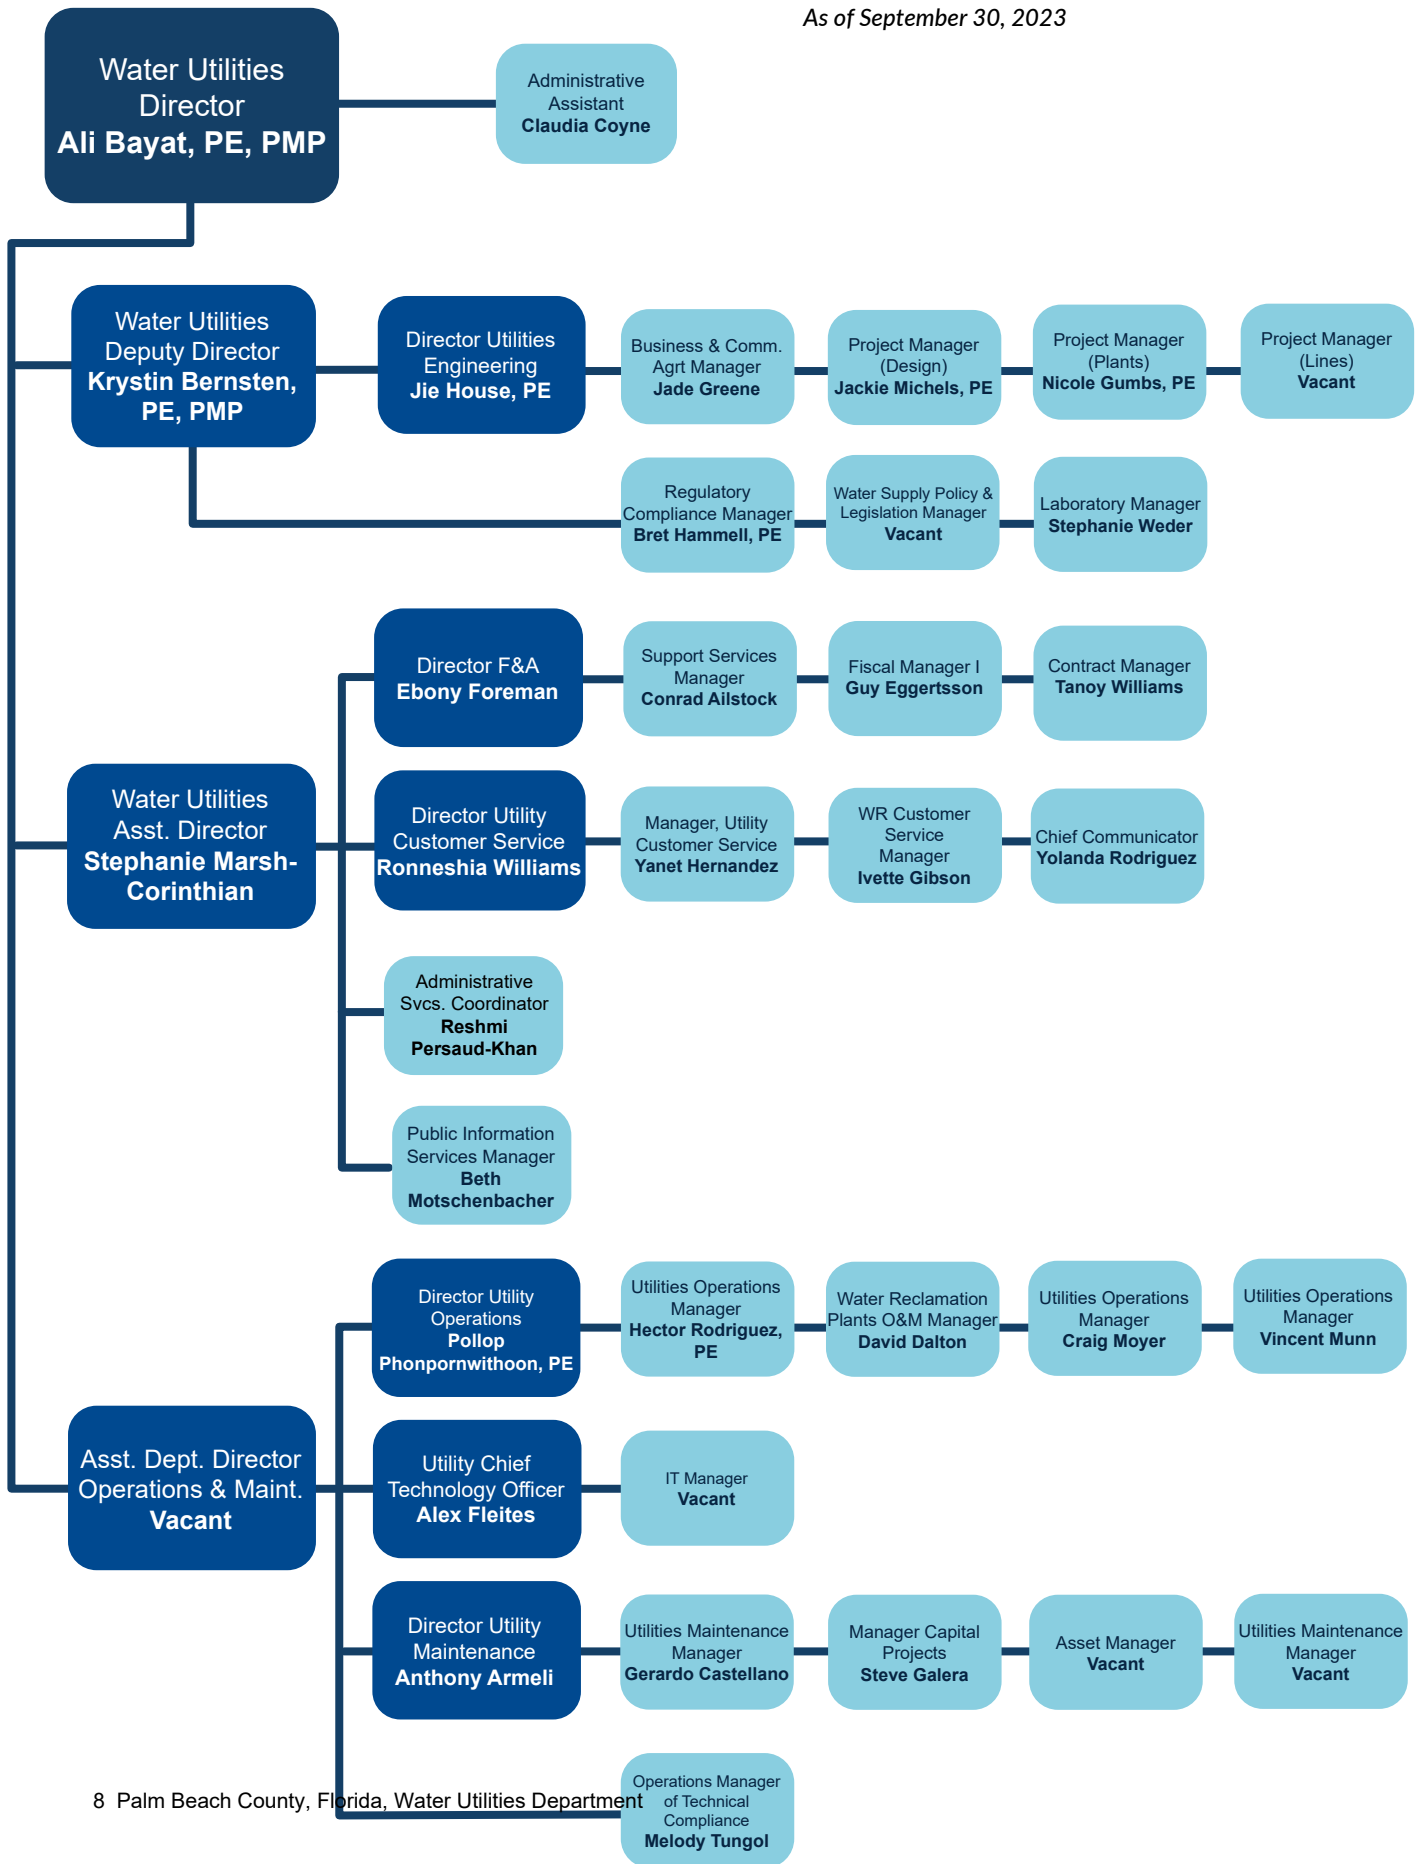 As of September 30, 2023
Water Utilities
Director
Ali Bayat, PE, PMP
Administrative
Assistant
Claudia Coyne
Water Utilities
Deputy Director
Krystin Bernsten,
PE, PMP
Director Utilities
Engineering
Jie House, PE
Business & Comm.
Agrt Manager
Jade Greene
Project Manager
(Design)
Jackie Michels, PE
Project Manager
(Plants)
Nicole Gumbs, PE
Project Manager
(Lines)
Vacant
Regulatory
Compliance Manager
Bret Hammell, PE
Water Supply Policy &
Legislation Manager
Vacant
Laboratory Manager
Stephanie Weder
Water Utilities
Asst. Director
Stephanie Marsh-
Corinthian
Director F&A
Ebony Foreman
Support Services
Manager
Conrad Ailstock
Fiscal Manager I
Guy Eggertsson
Contract Manager
Tanoy Williams
Director Utility
Customer Service
Ronneshia Williams
Manager, Utility
Customer Service
Yanet Hernandez
WR Customer
Service
Manager
Ivette Gibson
Chief Communicator
Yolanda Rodriguez
Administrative
Svcs. Coordinator
Reshmi
Persaud-Khan
Public Information
Services Manager
Beth
Motschenbacher
Asst. Dept. Director
Operations & Maint.
Vacant
Director Utility
Operations
Pollop
Phonpornwithoon, PE
Utilities Operations
Manager
Hector Rodriguez,
PE
Water Reclamation
Plants O&M Manager
David Dalton
Utilities Operations
Manager
Craig Moyer
Utilities Operations
Manager
Vincent Munn
Utility Chief
Technology Officer
Alex Fleites
IT Manager
Vacant
Director Utility
Maintenance
Anthony Armeli
Utilities Maintenance
Manager
Gerardo Castellano
Manager Capital
Projects
Steve Galera
Asset Manager
Vacant
Utilities Maintenance
Manager
Vacant
Operations Manager
of Technical
Compliance
Melody Tungol
8 Palm Beach County, Florida, Water Utilities Department